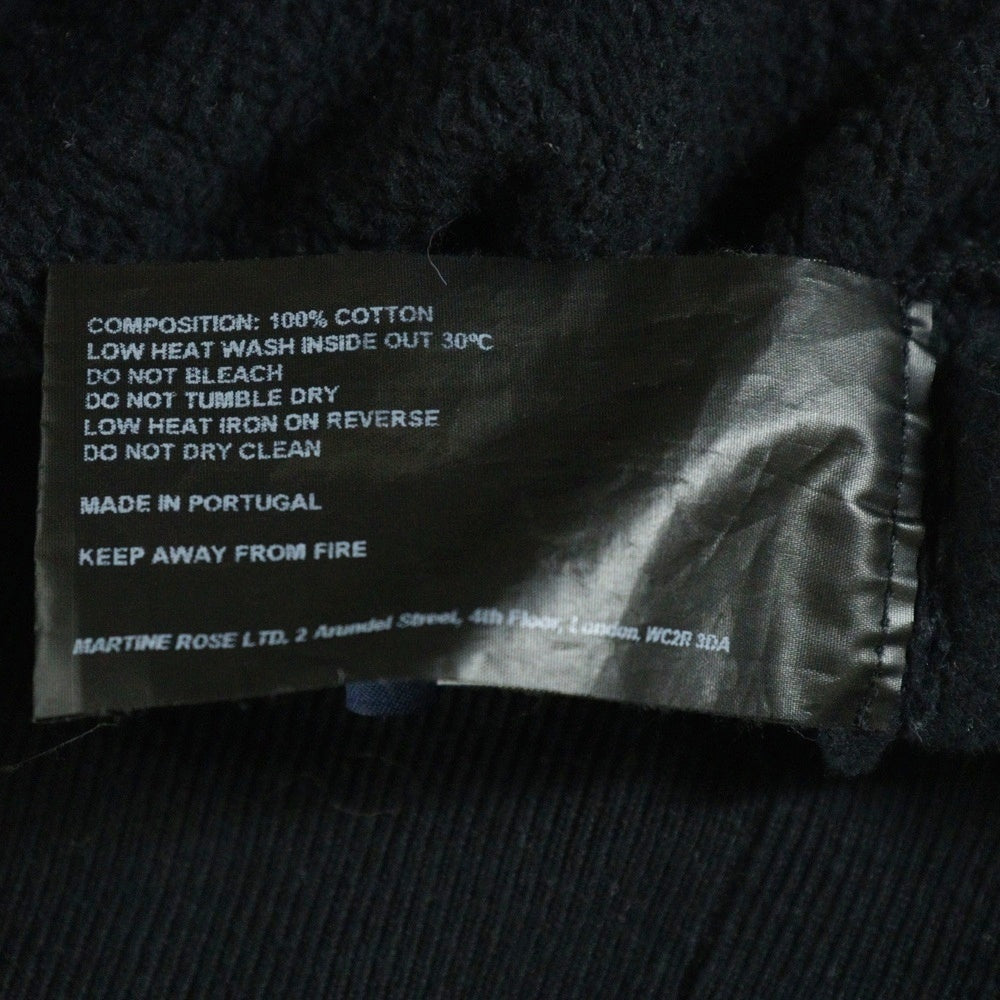 COMPOSITION: 100% COTTON
LOW HEAT WASH INSIDE OUT 30ºC
DO NOT BLEACH
DO NOT TUMBLE DRY
LOW HEAT IRON ON REVERSE
DO NOT DRY CLEAN
MADE IN PORTUGAL
KEEP AWAY FROM FIRE
MARTINE ROSE LTD. 2 Arundel Street, 4th Floor, London, WC2R 3DA